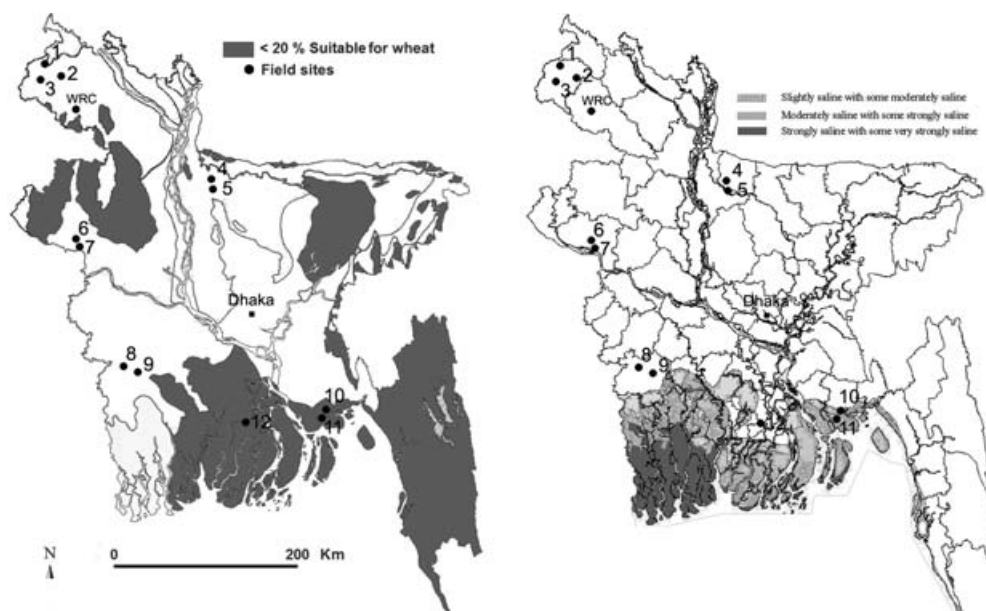 < 20 % Suitable for wheat
Field sites
1
2
3
WRC
4
5
6
7
Dhaka
8
9
10
11
12
N
0 200 Km
1
2
3
WRC
Slightly saline with some moderately saline
Moderately saline with some strongly saline
Strongly saline with some very strongly saline
4
5
6
7
Dhaka
8
9
10
11
12